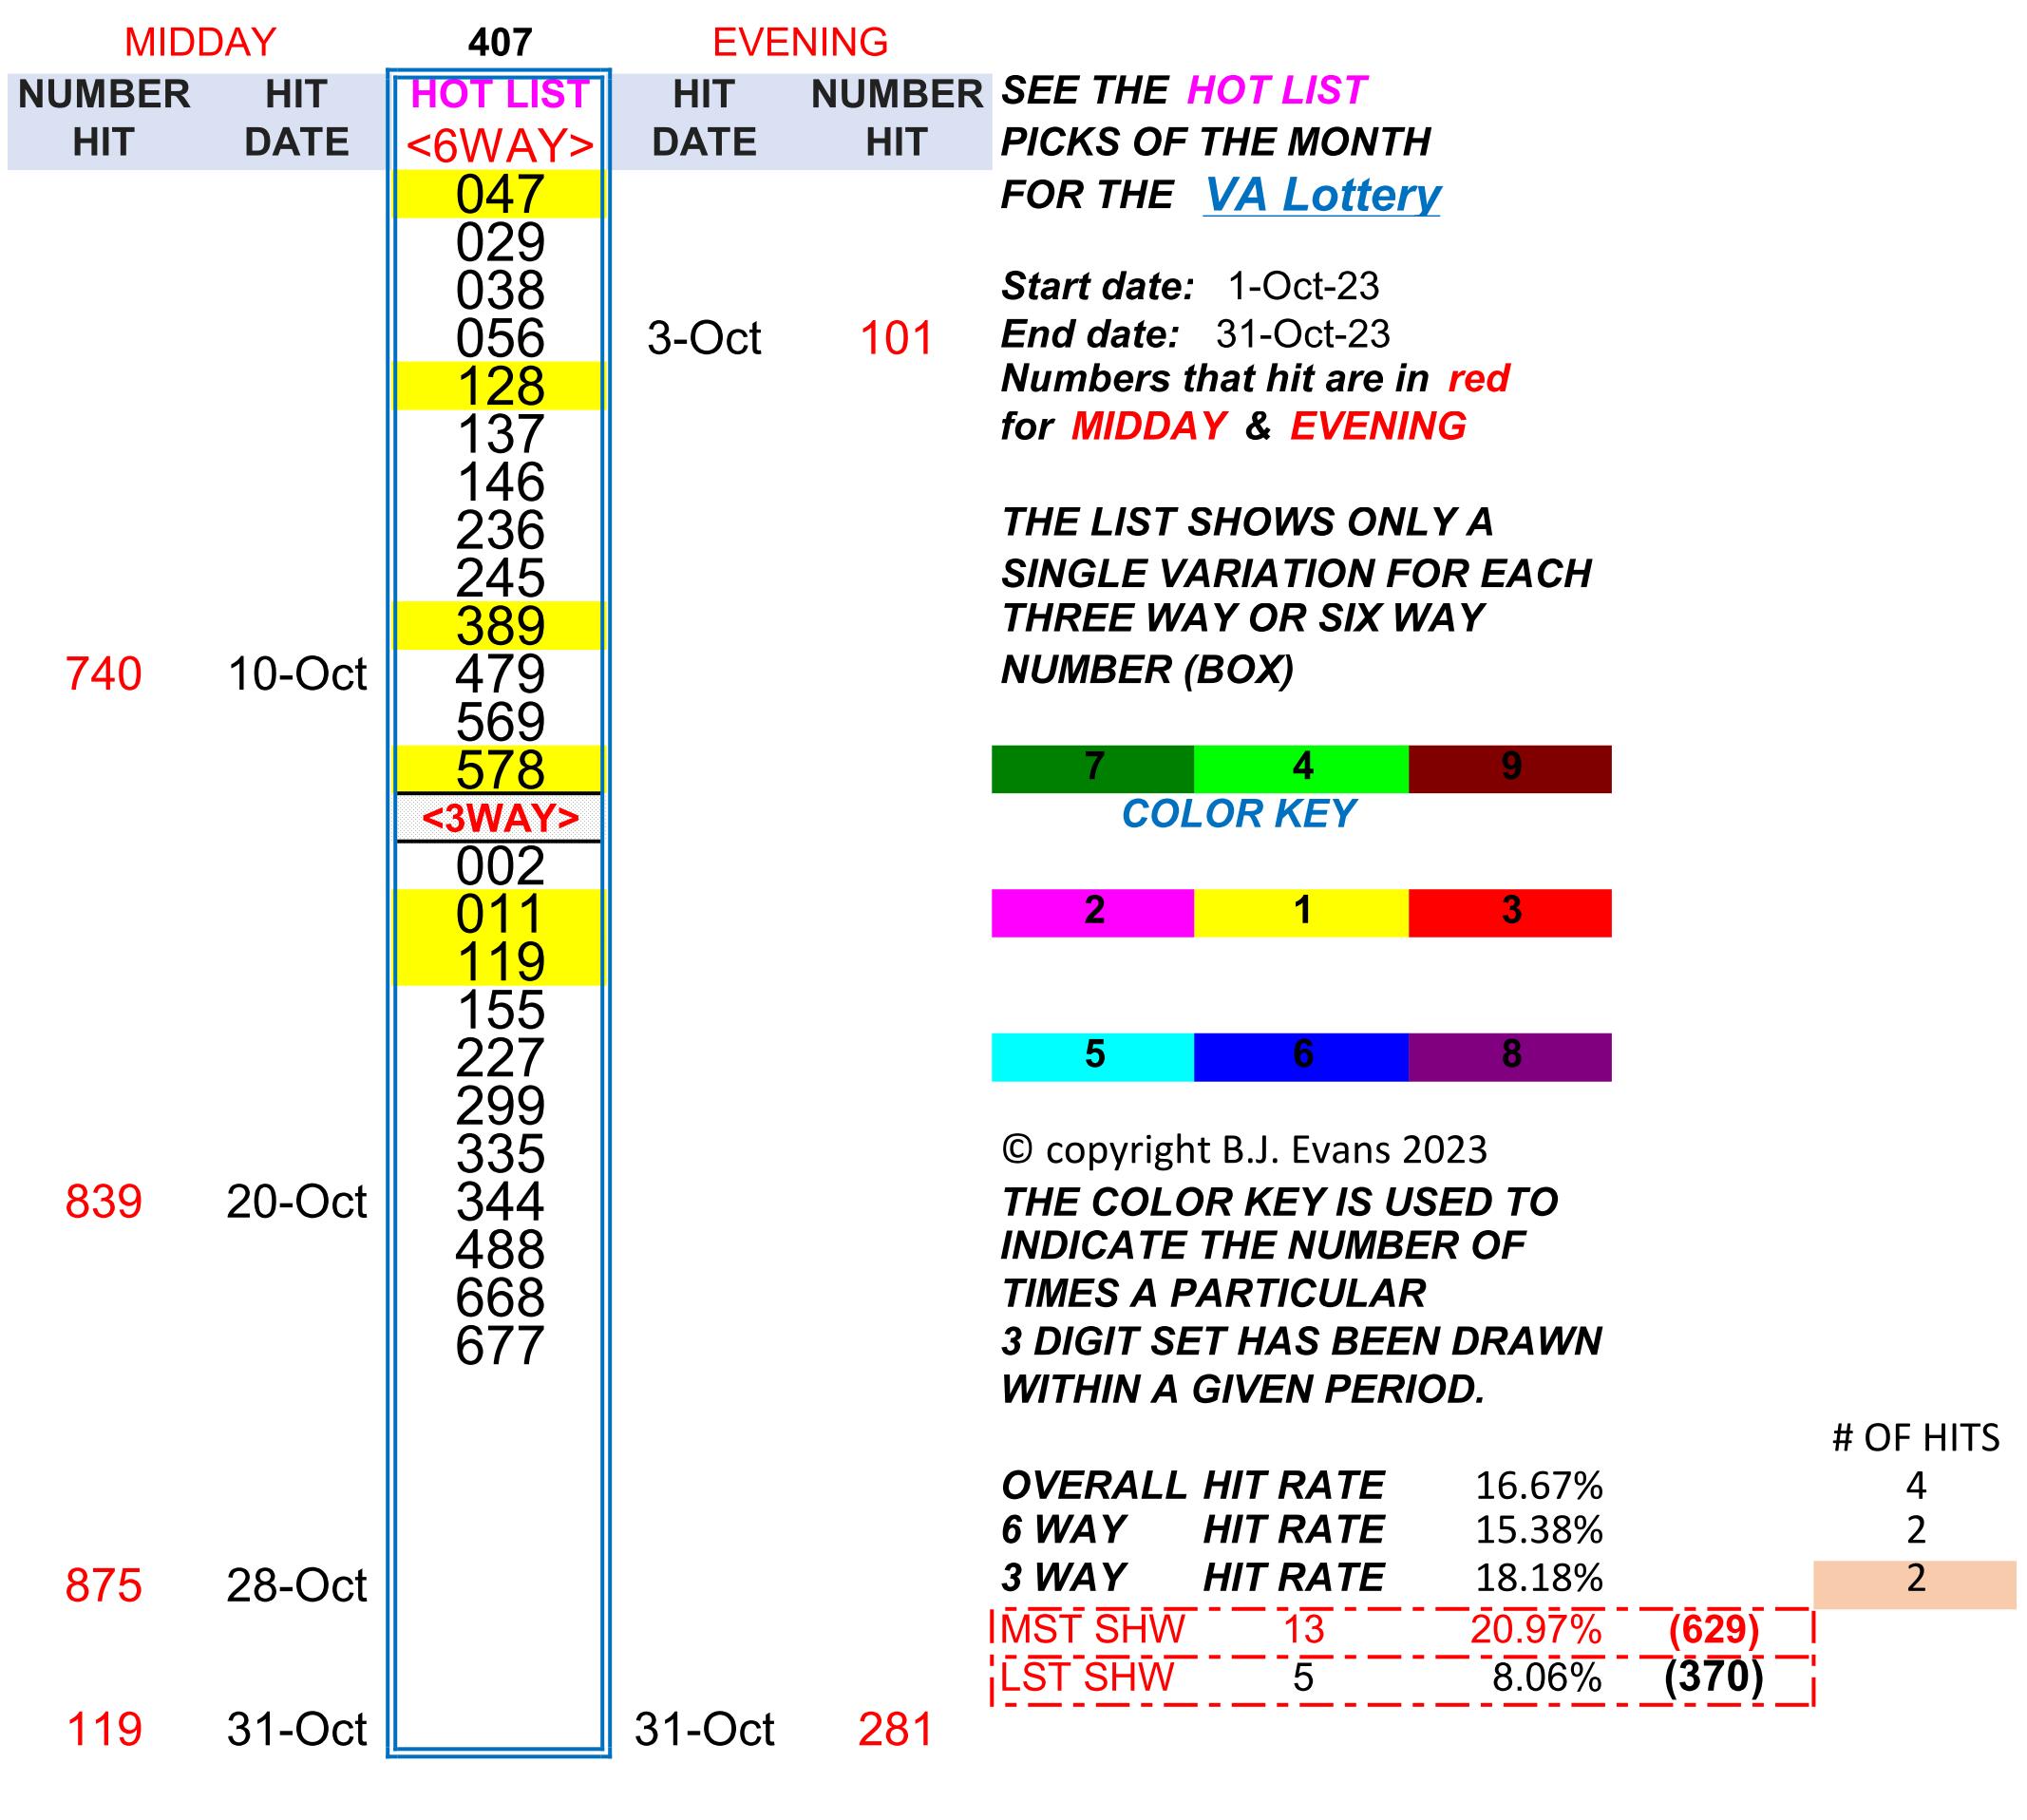 MIDDAY 407 EVENING
NUMBER HIT HOT LIST HIT NUMBER SEE THE HOT LIST
HIT DATE <6WAY> DATE HIT PICKS OF THE MONTH
047 FOR THE VA Lottery
029
038 Start date: 1-Oct-23
056 3-Oct 101 End date: 31-Oct-23
128 Numbers that hit are in red
137 for MIDDAY & EVENING
146
236 THE LIST SHOWS ONLY A
245 SINGLE VARIATION FOR EACH
389 THREE WAY OR SIX WAY
740 10-Oct 479 NUMBER (BOX)
569
578 7 4 9
<3WAY> COLOR KEY
002
011 2 1 3
119
155
227 5 6 8
299
335 © copyright B.J. Evans 2023
839 20-Oct 344 THE COLOR KEY IS USED TO
488 INDICATE THE NUMBER OF
668 TIMES A PARTICULAR
677 3 DIGIT SET HAS BEEN DRAWN
WITHIN A GIVEN PERIOD.
# OF HITS
OVERALL HIT RATE 16.67% 4
6 WAY HIT RATE 15.38% 2
875 28-Oct 3 WAY HIT RATE 18.18% 2
MST SHW 13 20.97% (629)
LST SHW 5 8.06% (370)
119 31-Oct 31-Oct 281